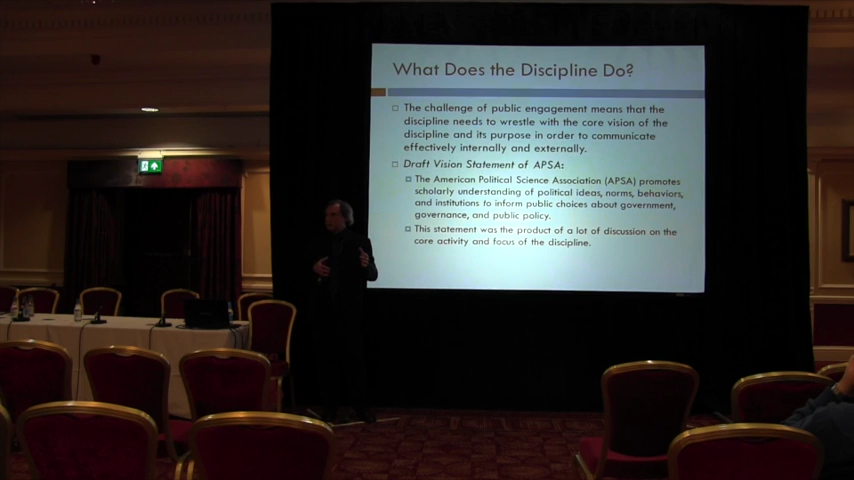 What Does the Discipline Do?
The challenge of public engagement means that the
discipline needs to wrestle with the core vision of the
discipline and its purpose in order to communicate
effectively internally and externally.
Draft Vision Statement of APSA:
The American Political Science Association (APSA) promotes
scholarly understanding of political ideas, norms, behaviors,
and institutions to inform public choices about government,
governance, and public policy.
This statement was the product of a lot of discussion on the
core activity and focus of the discipline.